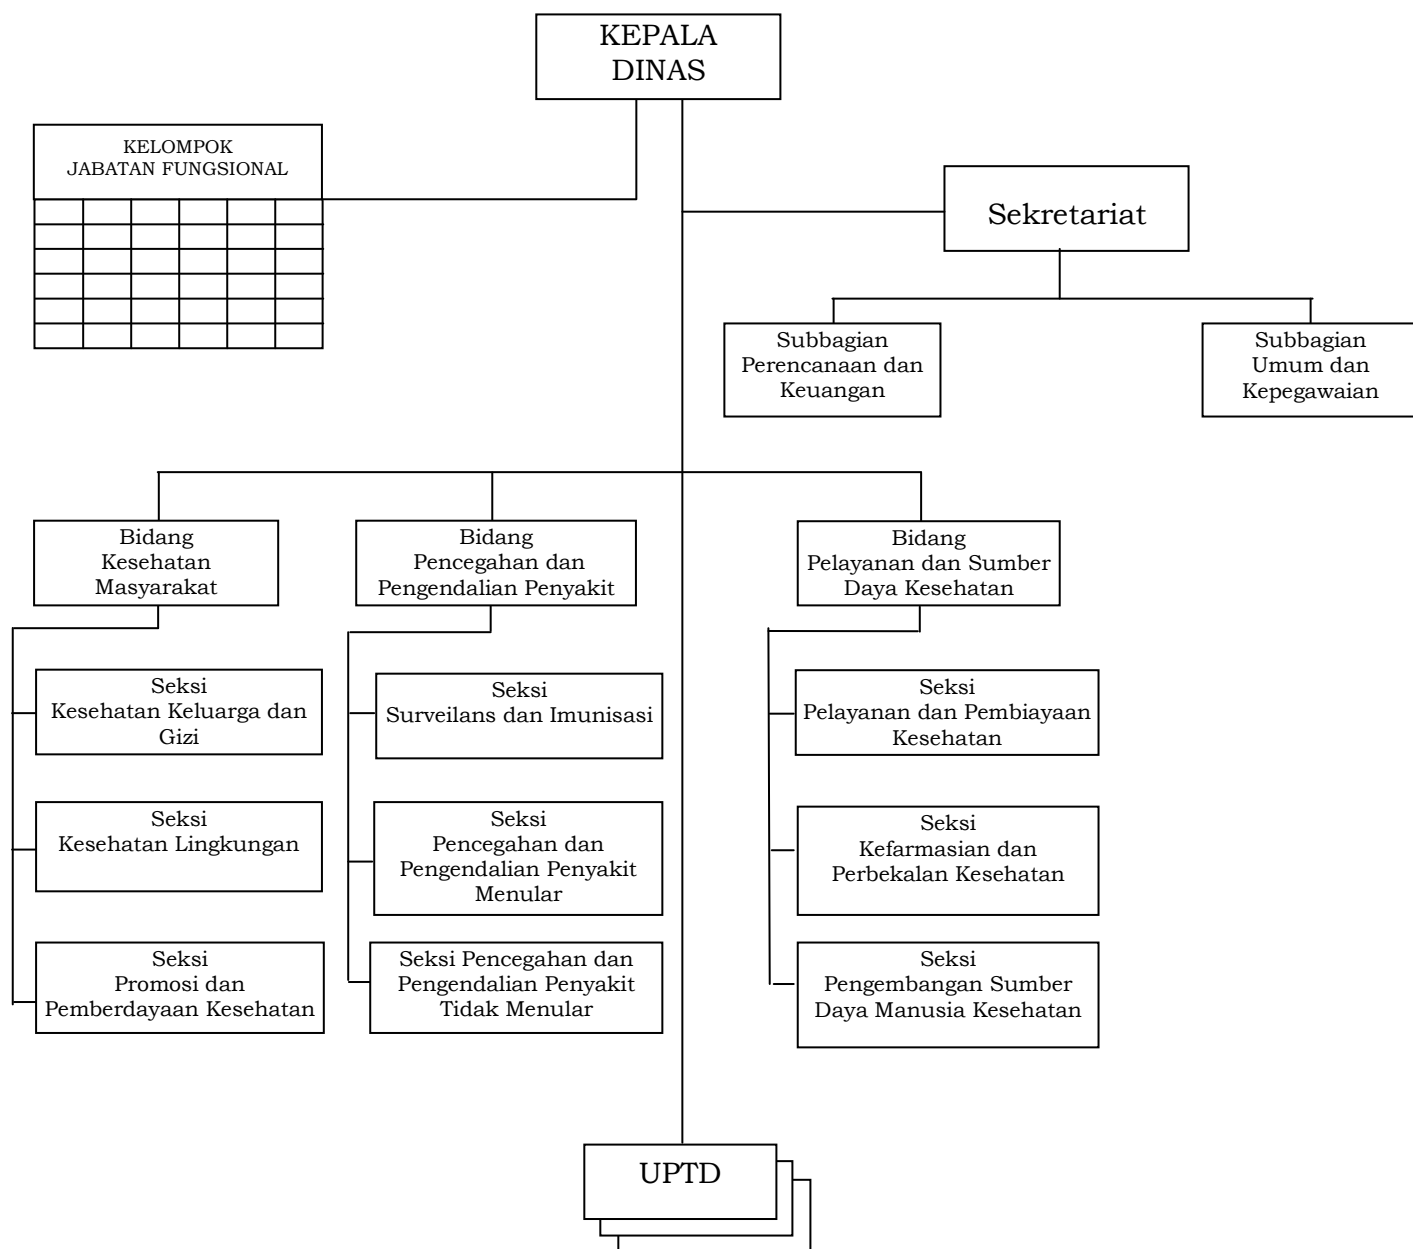 KEPALA
DINAS
KELOMPOK
JABATAN FUNGSIONAL
Sekretariat
Subbagian
Perencanaan dan
Keuangan
Subbagian
Umum dan
Kepegawaian
Bidang
Kesehatan
Masyarakat
Bidang
Pencegahan dan
Pengendalian Penyakit
Bidang
Pelayanan dan Sumber
Daya Kesehatan
Seksi
Kesehatan Keluarga dan
Gizi
Seksi
Surveilans dan Imunisasi
Seksi
Pelayanan dan Pembiayaan
Kesehatan
Seksi
Kesehatan Lingkungan
Seksi
Pencegahan dan
Pengendalian Penyakit
Menular
Seksi
Kefarmasian dan
Perbekalan Kesehatan
Seksi
Promosi dan
Pemberdayaan Kesehatan
Seksi Pencegahan dan
Pengendalian Penyakit
Tidak Menular
Seksi
Pengembangan Sumber
Daya Manusia Kesehatan
UPTD